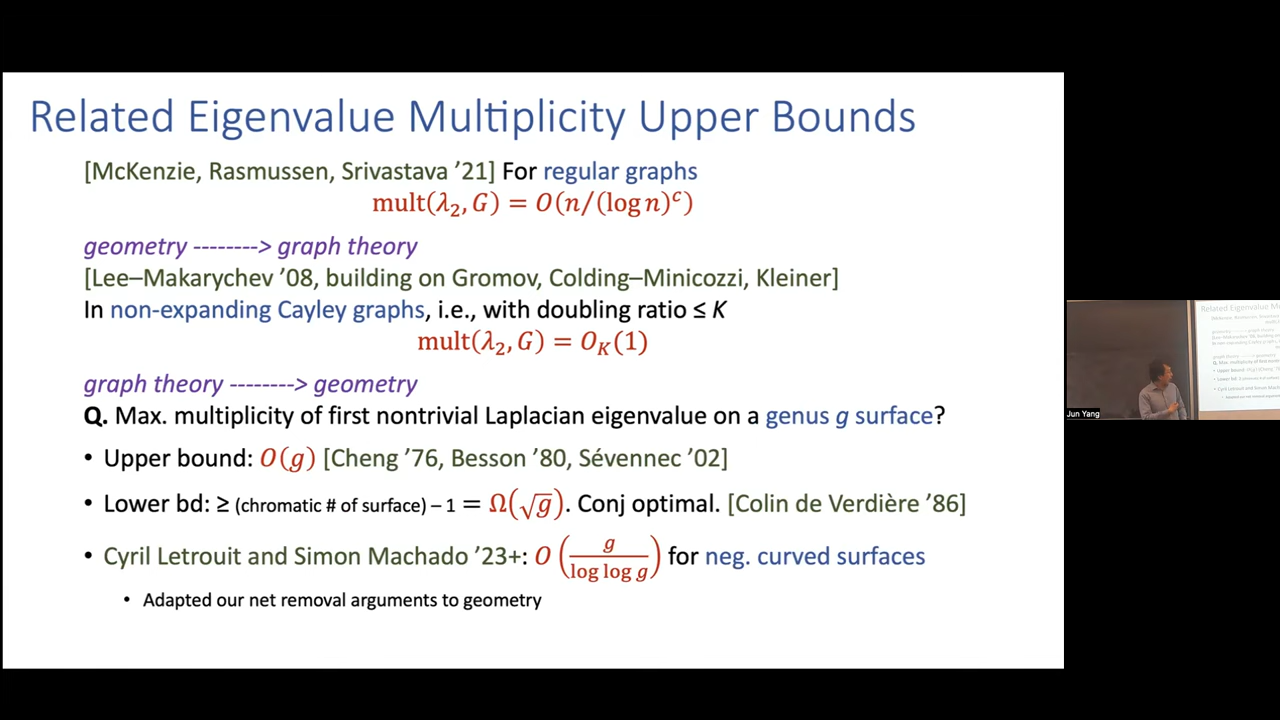 Related Eigenvalue Multiplicity Upper Bounds
[McKenzie, Rasmussen, Srivastava ’21] For regular graphs
mult(λ₂, G) = O(n/(log n)ᶜ)
geometry --------> graph theory
[Lee–Makarychev ’08, building on Gromov, Colding–Minicozzi, Kleiner]
In non-expanding Cayley graphs, i.e., with doubling ratio ≤ K
mult(λ₂, G) = O_K(1)
graph theory --------> geometry
Q. Max. multiplicity of first nontrivial Laplacian eigenvalue on a genus g surface?
• Upper bound: O(g) [Cheng ’76, Besson ’80, Sévennec ’02]
• Lower bd: ≥ (chromatic # of surface) – 1 = Ω(√g). Conj optimal. [Colin de Verdière ’86]
• Cyril Letrouit and Simon Machado ’23+: O(g / log log g) for neg. curved surfaces
• Adapted our net removal arguments to geometry
Jun Yang
Related Eigenvalue Mu